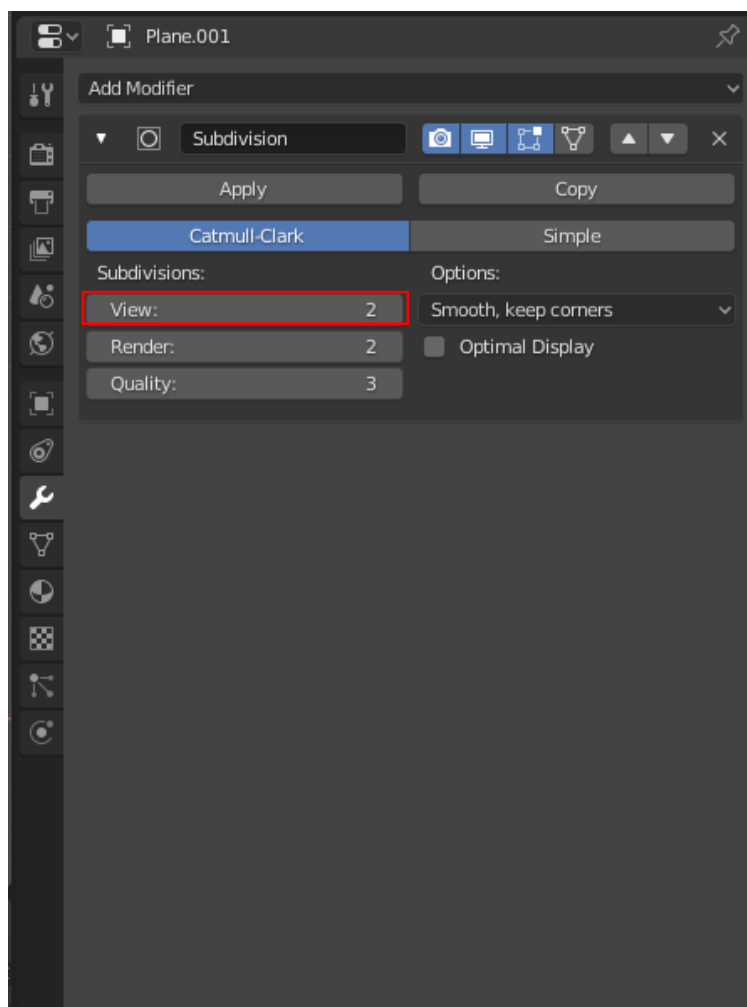 Plane.001
Add Modifier
Subdivision
Apply Copy
Catmull-Clark Simple
Subdivisions: Options:
View: 2 Smooth, keep corners
Render: 2 Optimal Display
Quality: 3